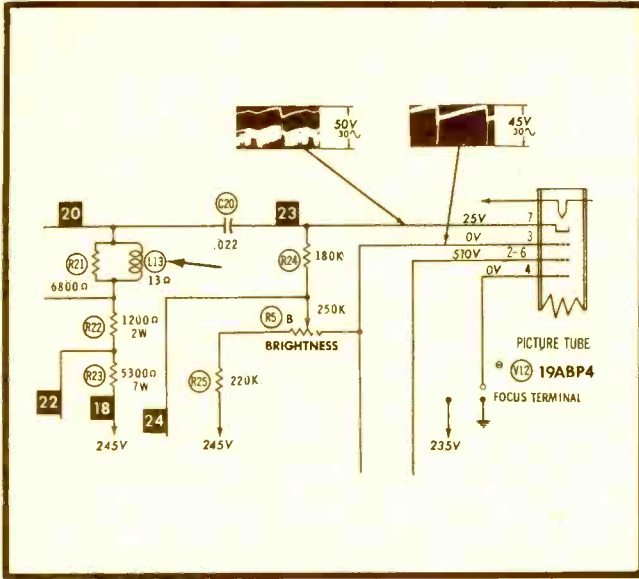 50V
30∿
45V
30∿
20
C20
.022
23
25V 7
0V 3
510V 2-6
0V 4
R21
L13
6800Ω
13Ω
R24
180K
R22
1200Ω
2W
250K
R5 B
BRIGHTNESS
R23
5300Ω
7W
R25
220K
22
18
24
245V
245V
235V
PICTURE TUBE
V12 19ABP4
FOCUS TERMINAL